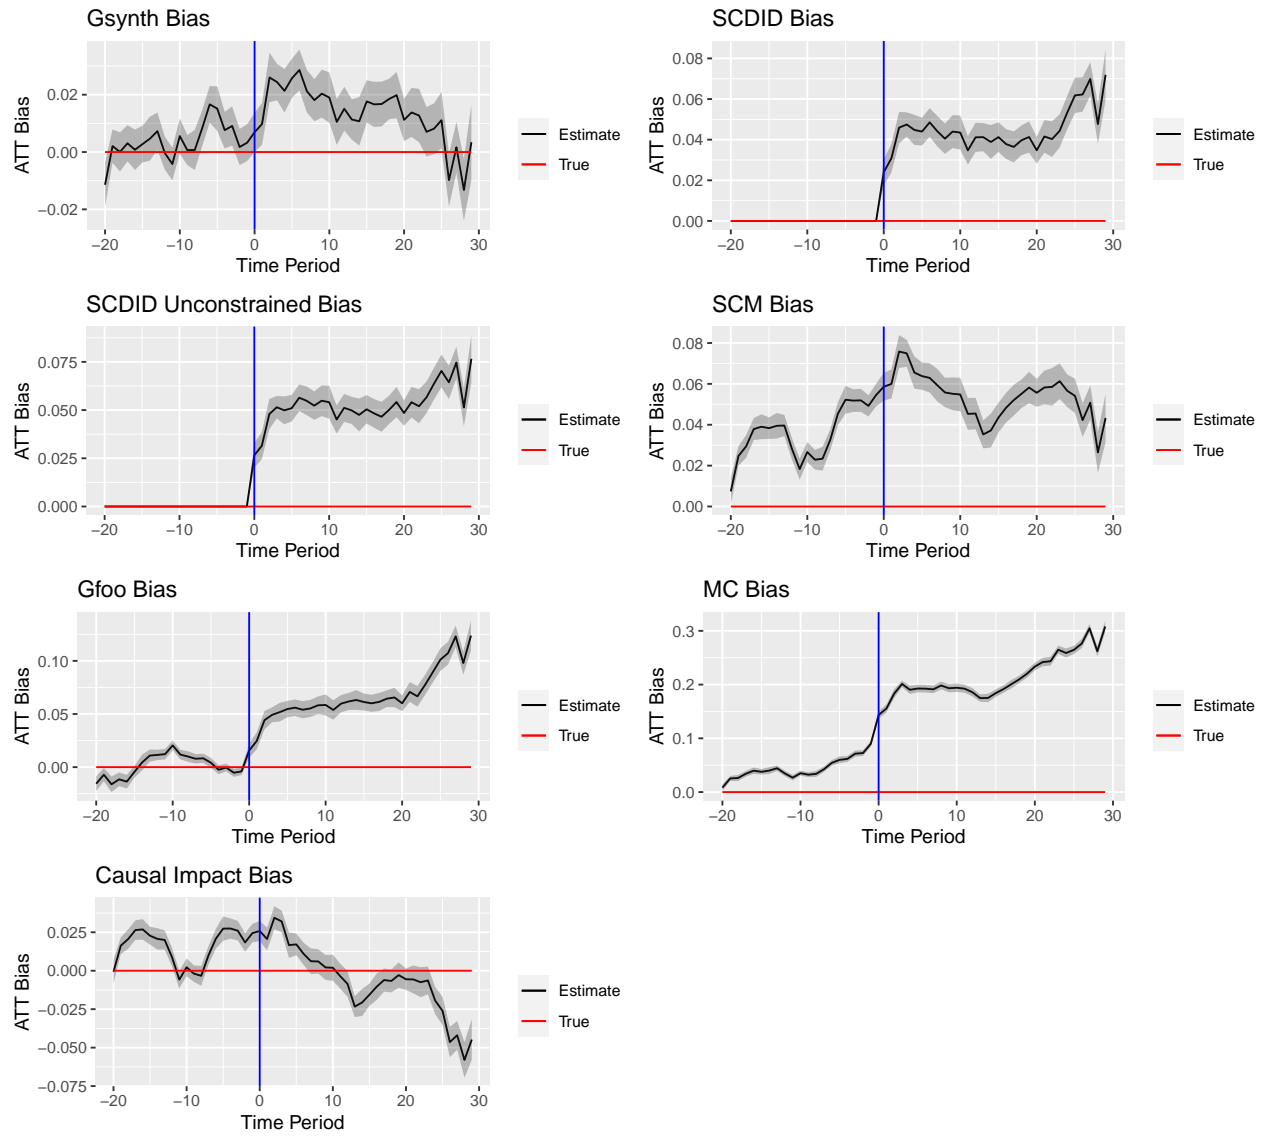 Gsynth Bias
ATT Bias
0.02
0.00
−0.02
−20 −10 0 10 20 30
Time Period
Estimate
True
SCDID Bias
ATT Bias
0.08
0.06
0.04
0.02
0.00
−20 −10 0 10 20 30
Time Period
Estimate
True
SCDID Unconstrained Bias
ATT Bias
0.075
0.050
0.025
0.000
−20 −10 0 10 20 30
Time Period
Estimate
True
SCM Bias
ATT Bias
0.08
0.06
0.04
0.02
0.00
−20 −10 0 10 20 30
Time Period
Estimate
True
Gfoo Bias
ATT Bias
0.10
0.05
0.00
−20 −10 0 10 20 30
Time Period
Estimate
True
MC Bias
ATT Bias
0.3
0.2
0.1
0.0
−20 −10 0 10 20 30
Time Period
Estimate
True
Causal Impact Bias
ATT Bias
0.025
0.000
−0.025
−0.050
−0.075
−20 −10 0 10 20 30
Time Period
Estimate
True